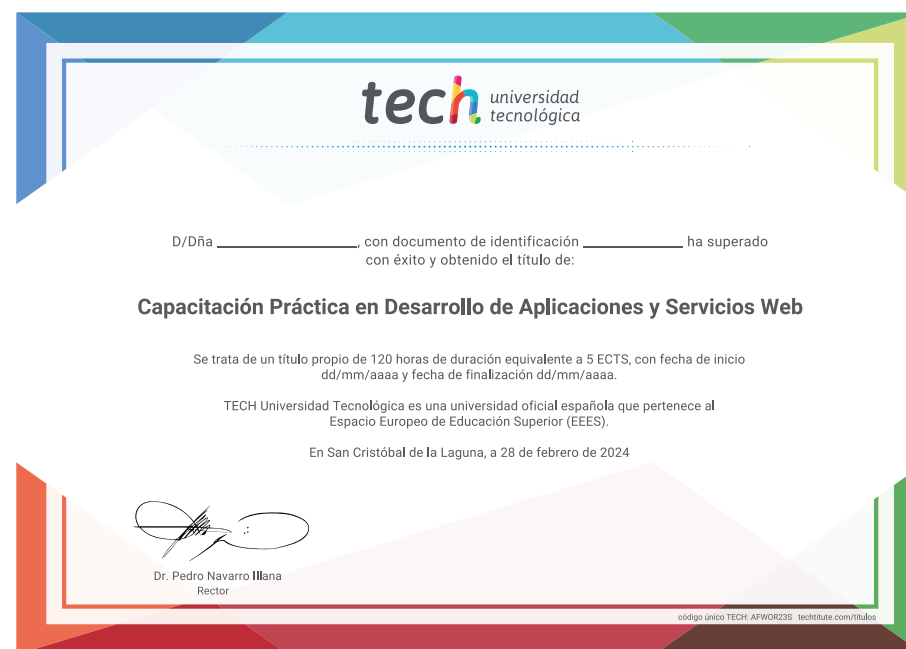 tech universidad
tecnológica
D/Dña ____________________, con documento de identificación ______________ ha superado
con éxito y obtenido el título de:
Capacitación Práctica en Desarrollo de Aplicaciones y Servicios Web
Se trata de un título propio de 120 horas de duración equivalente a 5 ECTS, con fecha de inicio
dd/mm/aaaa y fecha de finalización dd/mm/aaaa.
TECH Universidad Tecnológica es una universidad oficial española que pertenece al
Espacio Europeo de Educación Superior (EEES).
En San Cristóbal de la Laguna, a 28 de febrero de 2024
Dr. Pedro Navarro Illana
Rector
código único TECH: AFWOR23S techtitute.com/titulos